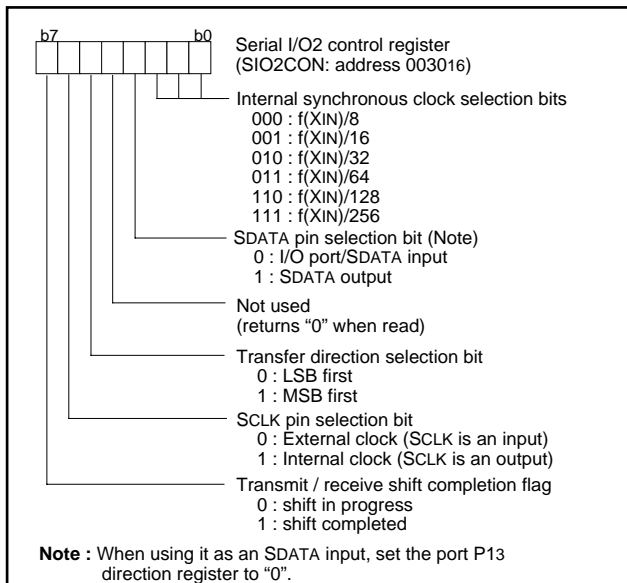 b7 b0
Serial I/O2 control register
(SIO2CON: address 003016)
Internal synchronous clock selection bits
000 : f(XIN)/8
001 : f(XIN)/16
010 : f(XIN)/32
011 : f(XIN)/64
110 : f(XIN)/128
111 : f(XIN)/256
SDATA pin selection bit (Note)
0 : I/O port/SDATA input
1 : SDATA output
Not used
(returns “0” when read)
Transfer direction selection bit
0 : LSB first
1 : MSB first
SCLK pin selection bit
0 : External clock (SCLK is an input)
1 : Internal clock (SCLK is an output)
Transmit / receive shift completion flag
0 : shift in progress
1 : shift completed
Note : When using it as an SDATA input, set the port P13
direction register to “0”.